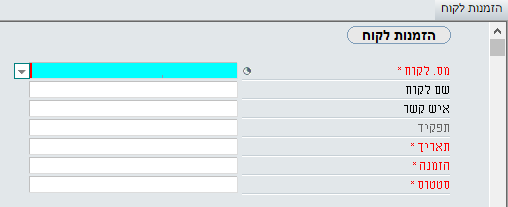 הזמנות לקוח
הזמנות לקוח
מס. לקוח *
שם לקוח
איש קשר
תפקיד
תאריך *
הזמנה *
סטטוס *